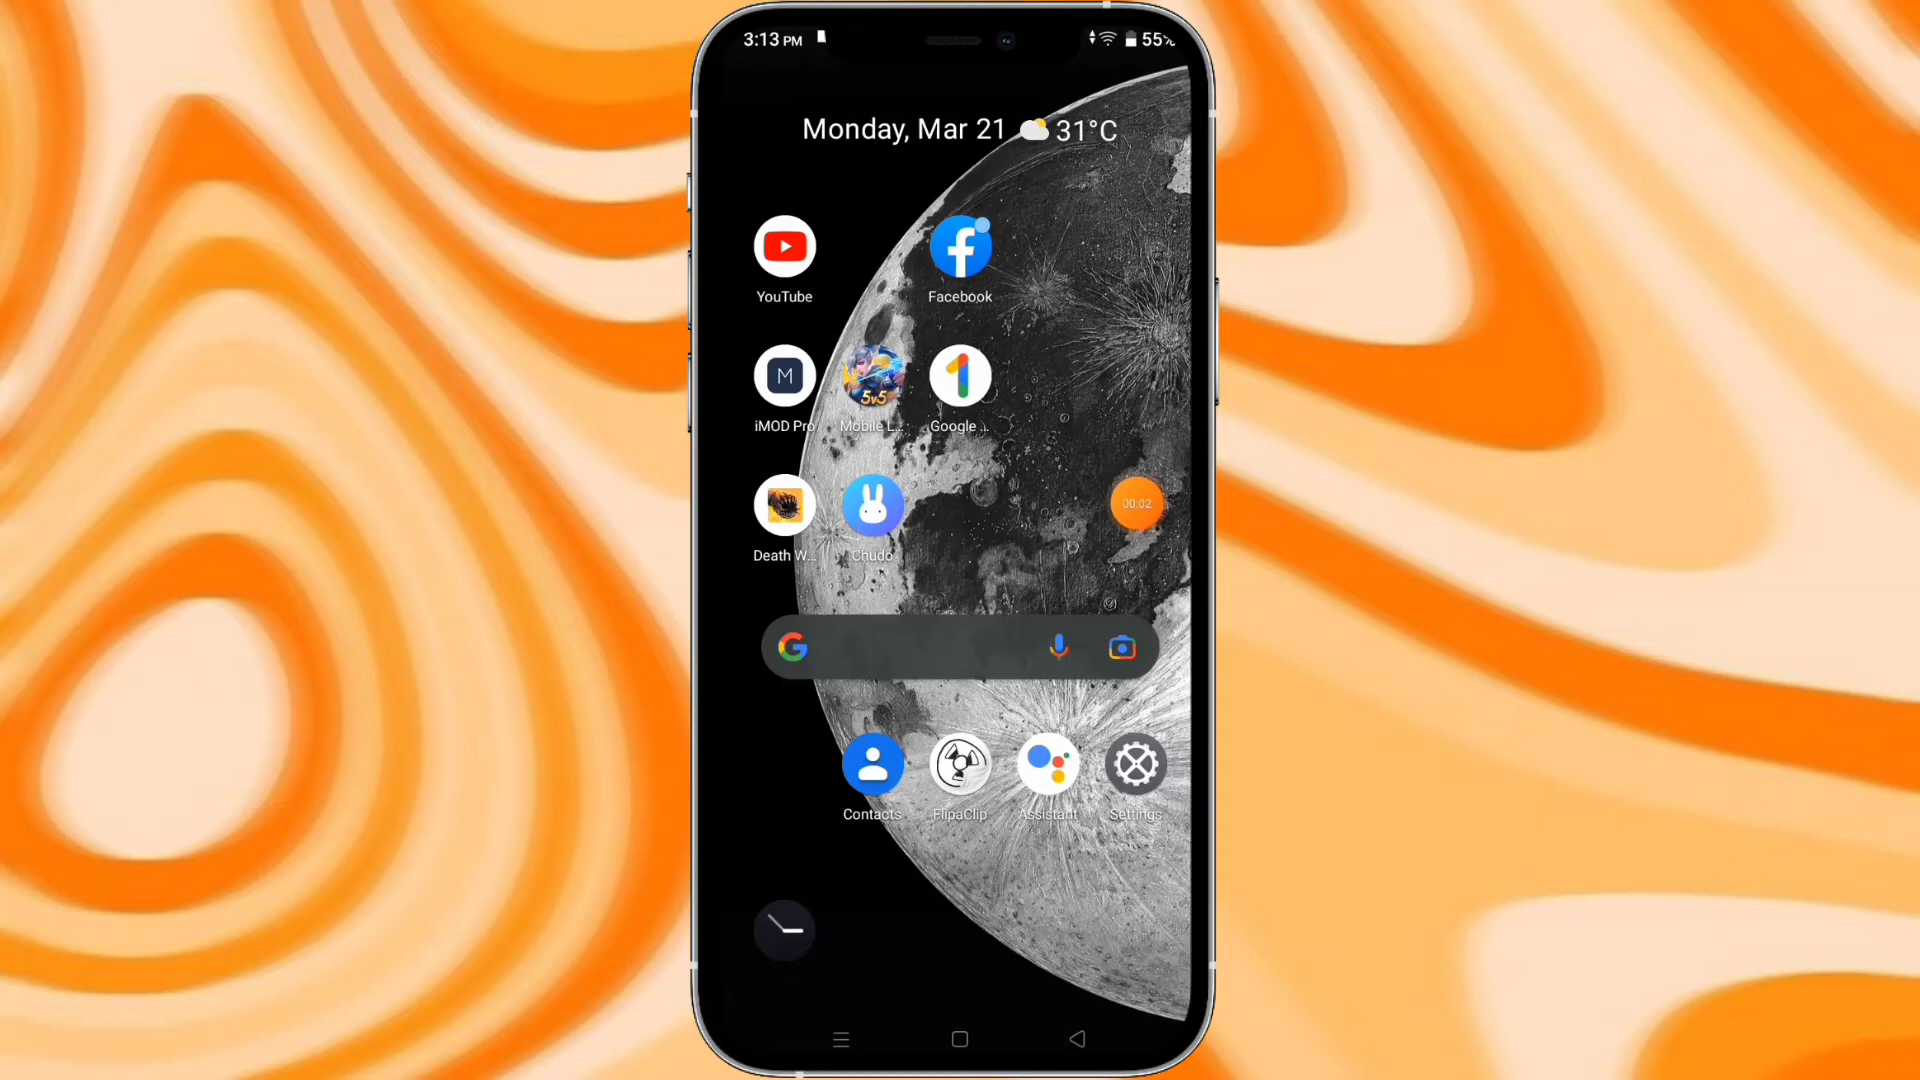 3:13 PM 55%
Monday, Mar 21 31°C
YouTube Facebook
M 5v5
iMOD Pro Mobile L... Google ...
00:02
Death W... Chudo
Contacts FlipaClip Assistant Settings